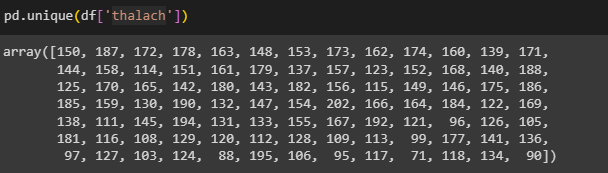 pd.unique(df['thalach'])
array([150, 187, 172, 178, 163, 148, 153, 173, 162, 174, 160, 139, 171,
144, 158, 114, 151, 161, 179, 137, 157, 123, 152, 168, 140, 188,
125, 170, 165, 142, 180, 143, 182, 156, 115, 149, 146, 175, 186,
185, 159, 130, 190, 132, 147, 154, 202, 166, 164, 184, 122, 169,
138, 111, 145, 194, 131, 133, 155, 167, 192, 121, 96, 126, 105,
181, 116, 108, 129, 120, 112, 128, 109, 113, 99, 177, 141, 136,
97, 127, 103, 124, 88, 195, 106, 95, 117, 71, 118, 134, 90])